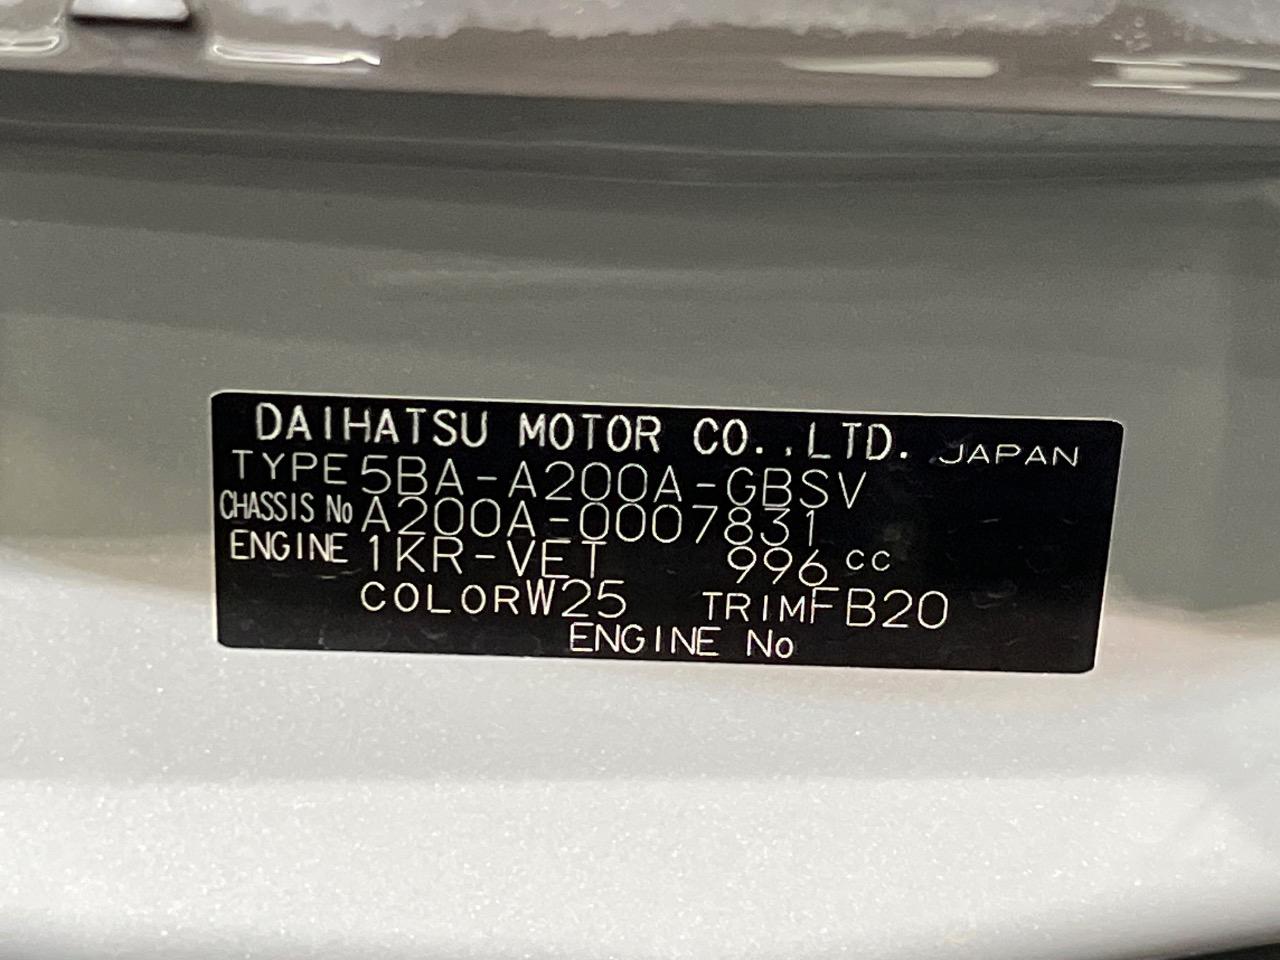 DAIHATSU MOTOR CO.,LTD. JAPAN
TYPE 5BA-A200A-GBSV
CHASSIS No A200A-0007831
ENGINE 1KR-VET 996 cc
COLOR W25 TRIM FB20
ENGINE No